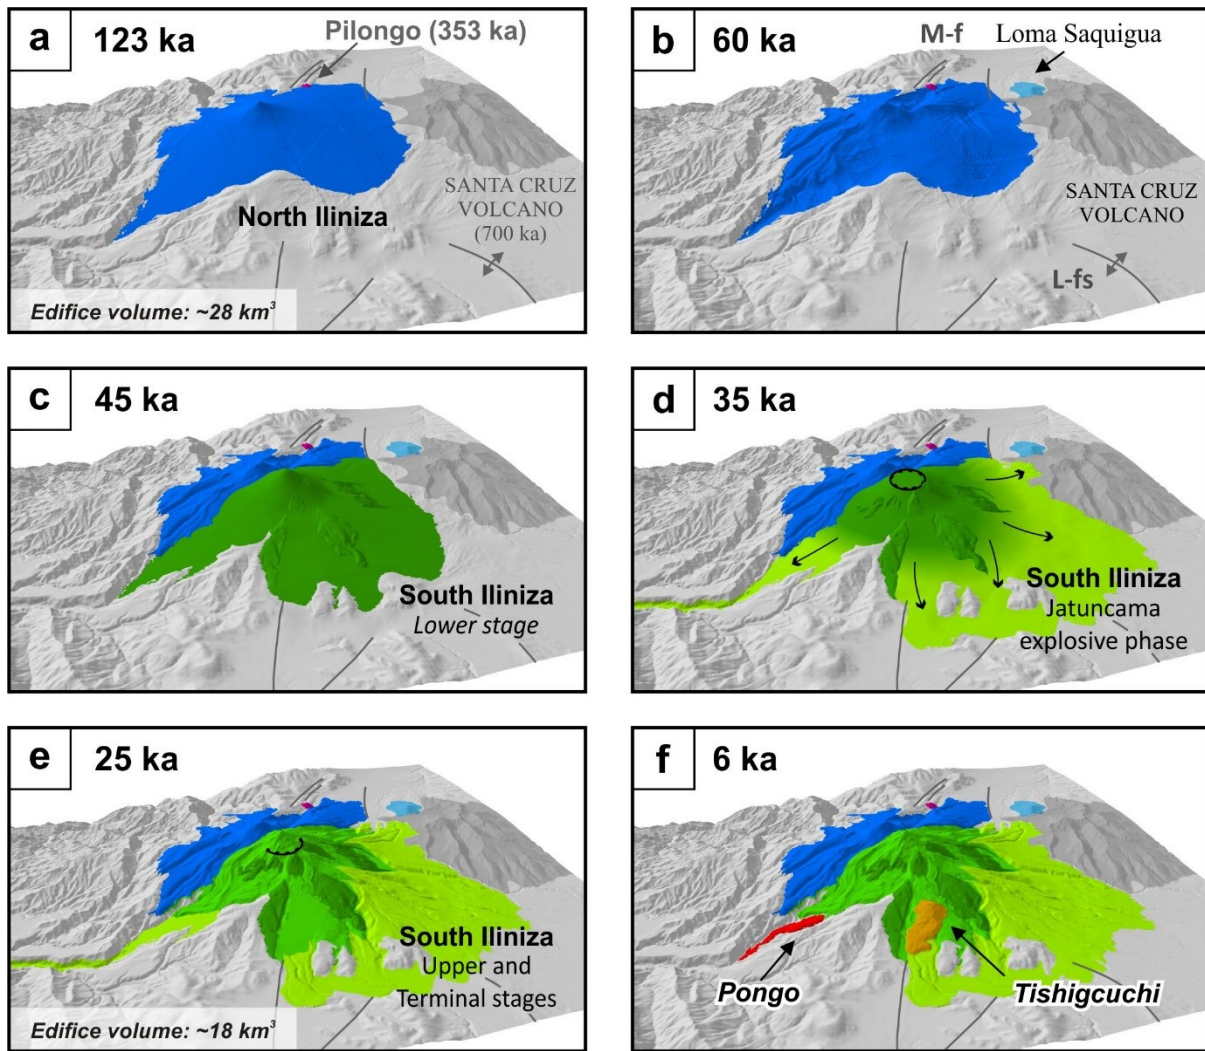 a
123 ka
Pilongo (353 ka)
North Iliniza
SANTA CRUZ
VOLCANO
(700 ka)
Edifice volume: ~28 km³
b
60 ka
M-f
Loma Saquigua
SANTA CRUZ
VOLCANO
L-fs
c
45 ka
South Iliniza
Lower stage
d
35 ka
South Iliniza
Jatuncama
explosive phase
e
25 ka
South Iliniza
Upper and
Terminal stages
Edifice volume: ~18 km³
f
6 ka
Pongo
Tishigcuchi